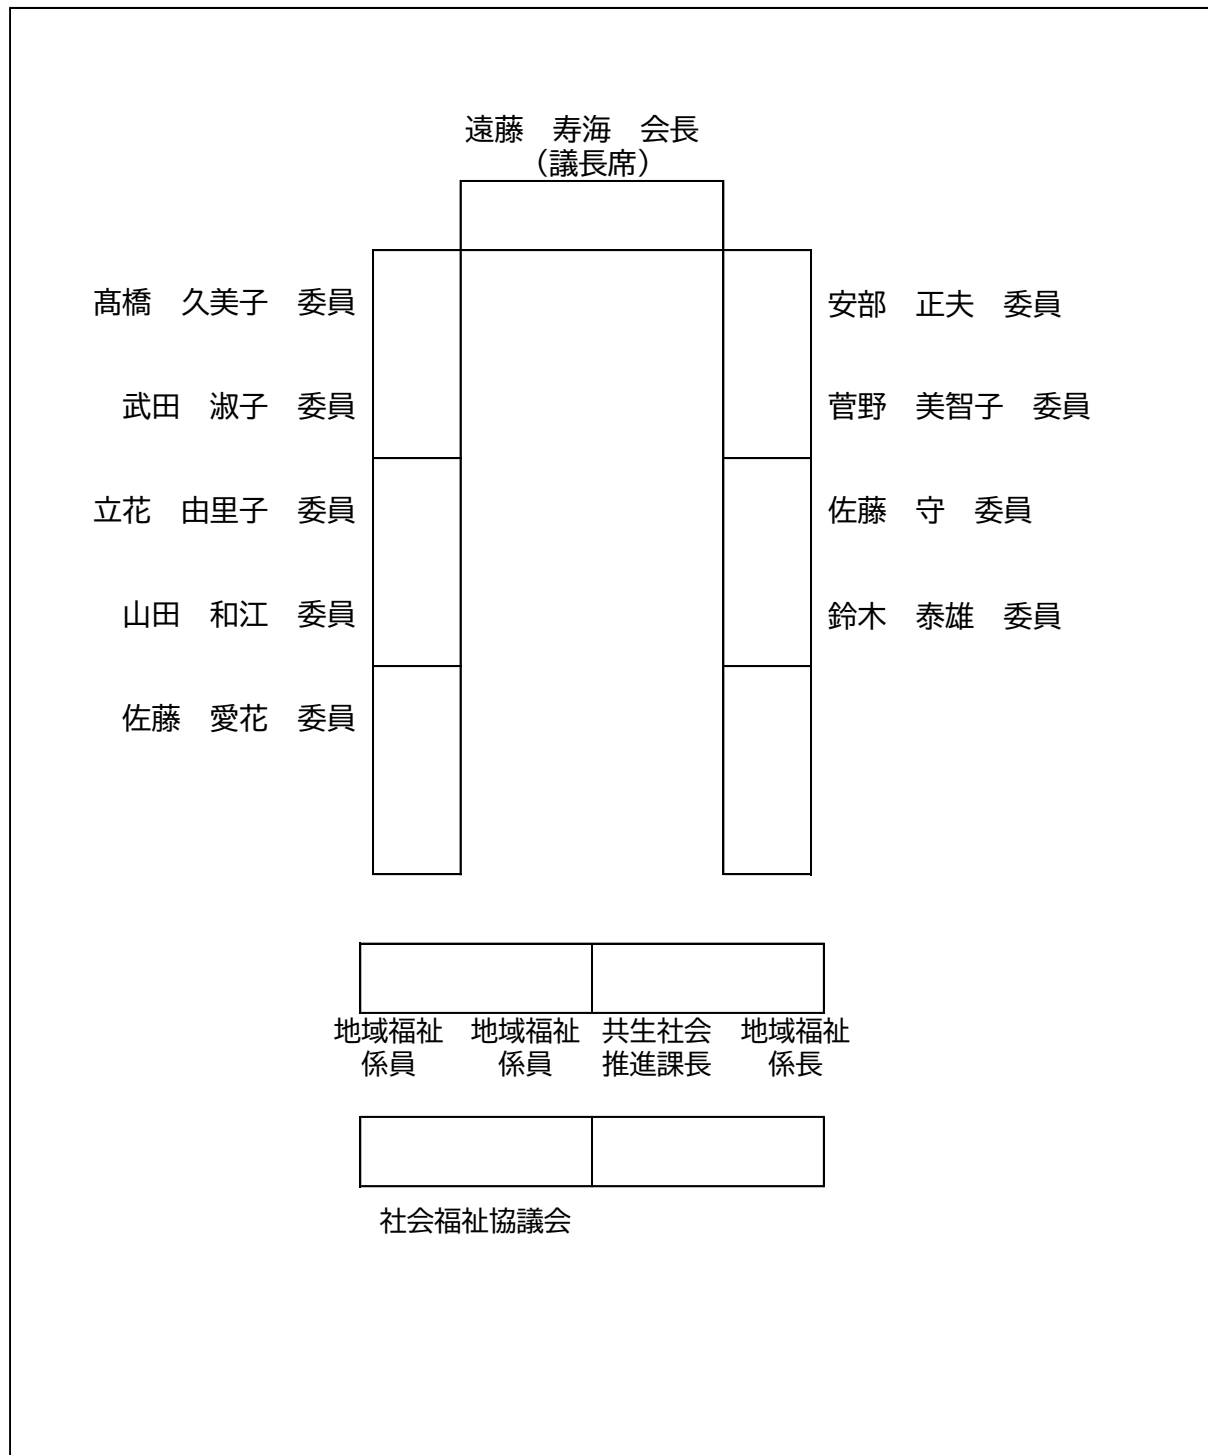 遠藤　寿海　会長
（議長席）
髙橋　久美子　委員
安部　正夫　委員
武田　淑子　委員
菅野　美智子　委員
立花　由里子　委員
佐藤　守　委員
山田　和江　委員
鈴木　泰雄　委員
佐藤　愛花　委員
地域福祉　地域福祉　共生社会　地域福祉
係員　係員　推進課長　係長
社会福祉協議会